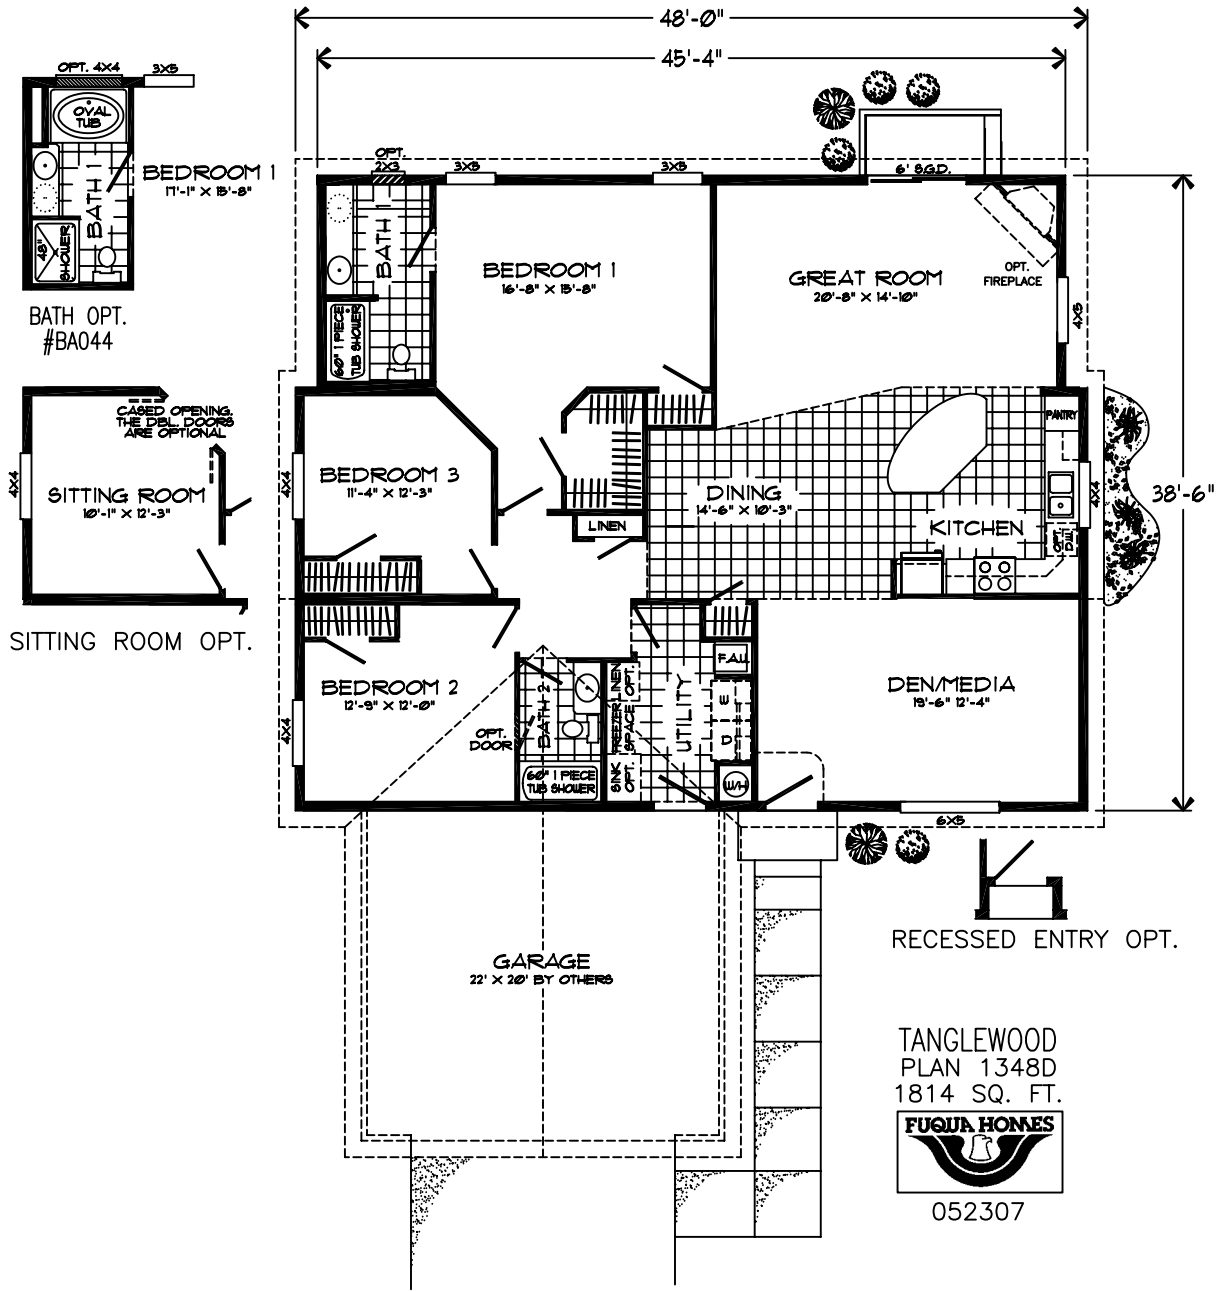 48'-0"
45'-4"
OPT. 4X4
3X5
OVAL
TUB
BATH 1
48"
SHOWER
BEDROOM 1
17'-1" X 15'-8"
BATH OPT.
#BA044
OPT.
2X3
3X5
3X5
6' SGD.
BATH 1
60" 1 PIECE
TUB SHOWER
BEDROOM 1
16'-8" X 15'-8"
GREAT ROOM
20'-8" X 14'-10"
OPT.
FIREPLACE
4X5
CASED OPENING.
THE DBL. DOORS
ARE OPTIONAL
4X4
SITTING ROOM
10'-1" X 12'-3"
SITTING ROOM OPT.
4X4
BEDROOM 3
11'-4" X 12'-3"
LINEN
DINING
14'-6" X 10'-3"
KITCHEN
PANTRY
4X4
OPT.
D.W.
38'-6"
4X4
BEDROOM 2
12'-9" X 12'-0"
OPT.
DOOR
BATH 2
60" 1 PIECE
TUB SHOWER
LINEN
OPT.
FREEZER
SPACE
SINK
OPT.
UTILITY
F.A.U.
E
D
W/H
DEN/MEDIA
19'-6" 12'-4"
6X5
RECESSED ENTRY OPT.
GARAGE
22' X 20' BY OTHERS
TANGLEWOOD
PLAN 1348D
1814 SQ. FT.
FUQUA HOMES
052307